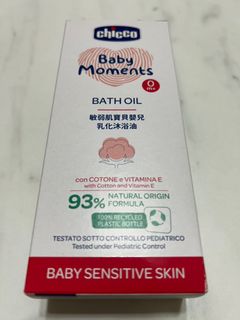 chicco
Baby
Moments
0
m+
BATH OIL
敏弱肌寶貝嬰兒
乳化沐浴油
con COTONE e VITAMINA E
with Cotton and Vitamin E
93% NATURAL ORIGIN
FORMULA
100% RECYCLED
PLASTIC BOTTLE
TESTATO SOTTO CONTROLLO PEDIATRICO
Tested under Pediatric Control
BABY SENSITIVE SKIN